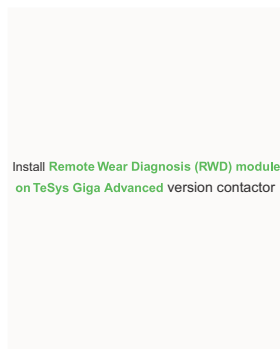 Install Remote Wear Diagnosis (RWD) module
on TeSys Giga Advanced version contactor